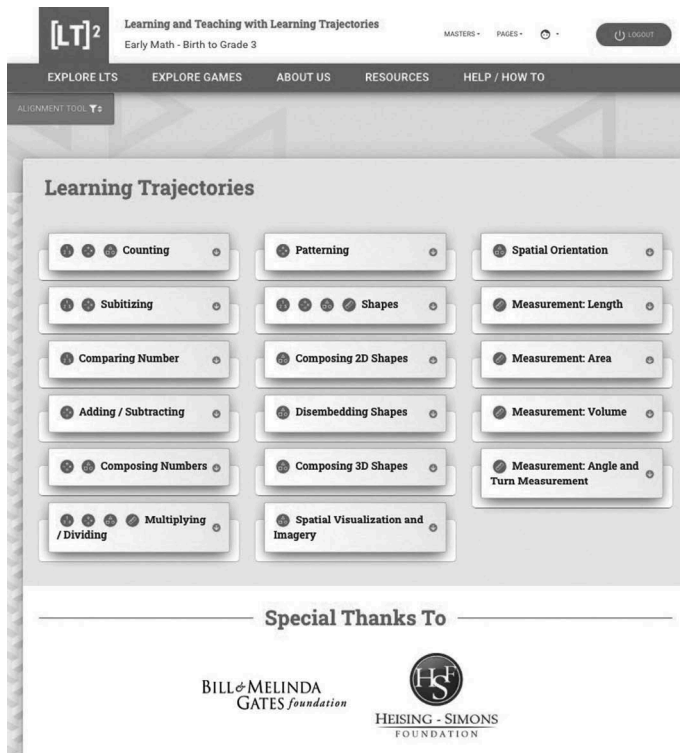 [LT]²
Learning and Teaching with Learning Trajectories
Early Math - Birth to Grade 3
MASTERS
PAGES
LOGOUT
EXPLORE LTS
EXPLORE GAMES
ABOUT US
RESOURCES
HELP / HOW TO
ALIGNMENT TOOL
Learning Trajectories
Counting
Subitizing
Comparing Number
Adding / Subtracting
Composing Numbers
Multiplying
/ Dividing
Patterning
Shapes
Composing 2D Shapes
Disembedding Shapes
Composing 3D Shapes
Spatial Visualization and
Imagery
Spatial Orientation
Measurement: Length
Measurement: Area
Measurement: Volume
Measurement: Angle and
Turn Measurement
Special Thanks To
BILL & MELINDA
GATES foundation
HSF
HEISING - SIMONS
FOUNDATION